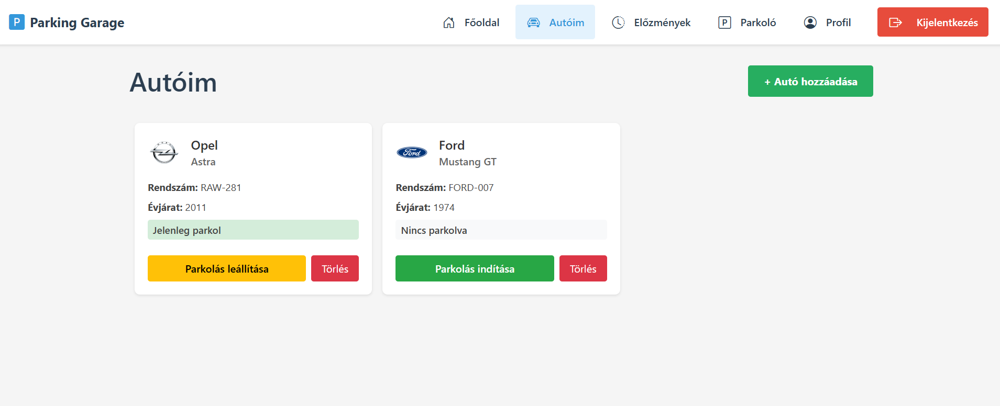 P Parking Garage
Főoldal
Autóim
Előzmények
P Parkoló
Profil
Kijelentkezés
Autóim
+ Autó hozzáadása
Opel
Astra
Rendszám: RAW-281
Évjárat: 2011
Jelenleg parkol
Parkolás leállítása
Törlés
Ford
Ford
Mustang GT
Rendszám: FORD-007
Évjárat: 1974
Nincs parkolva
Parkolás indítása
Törlés